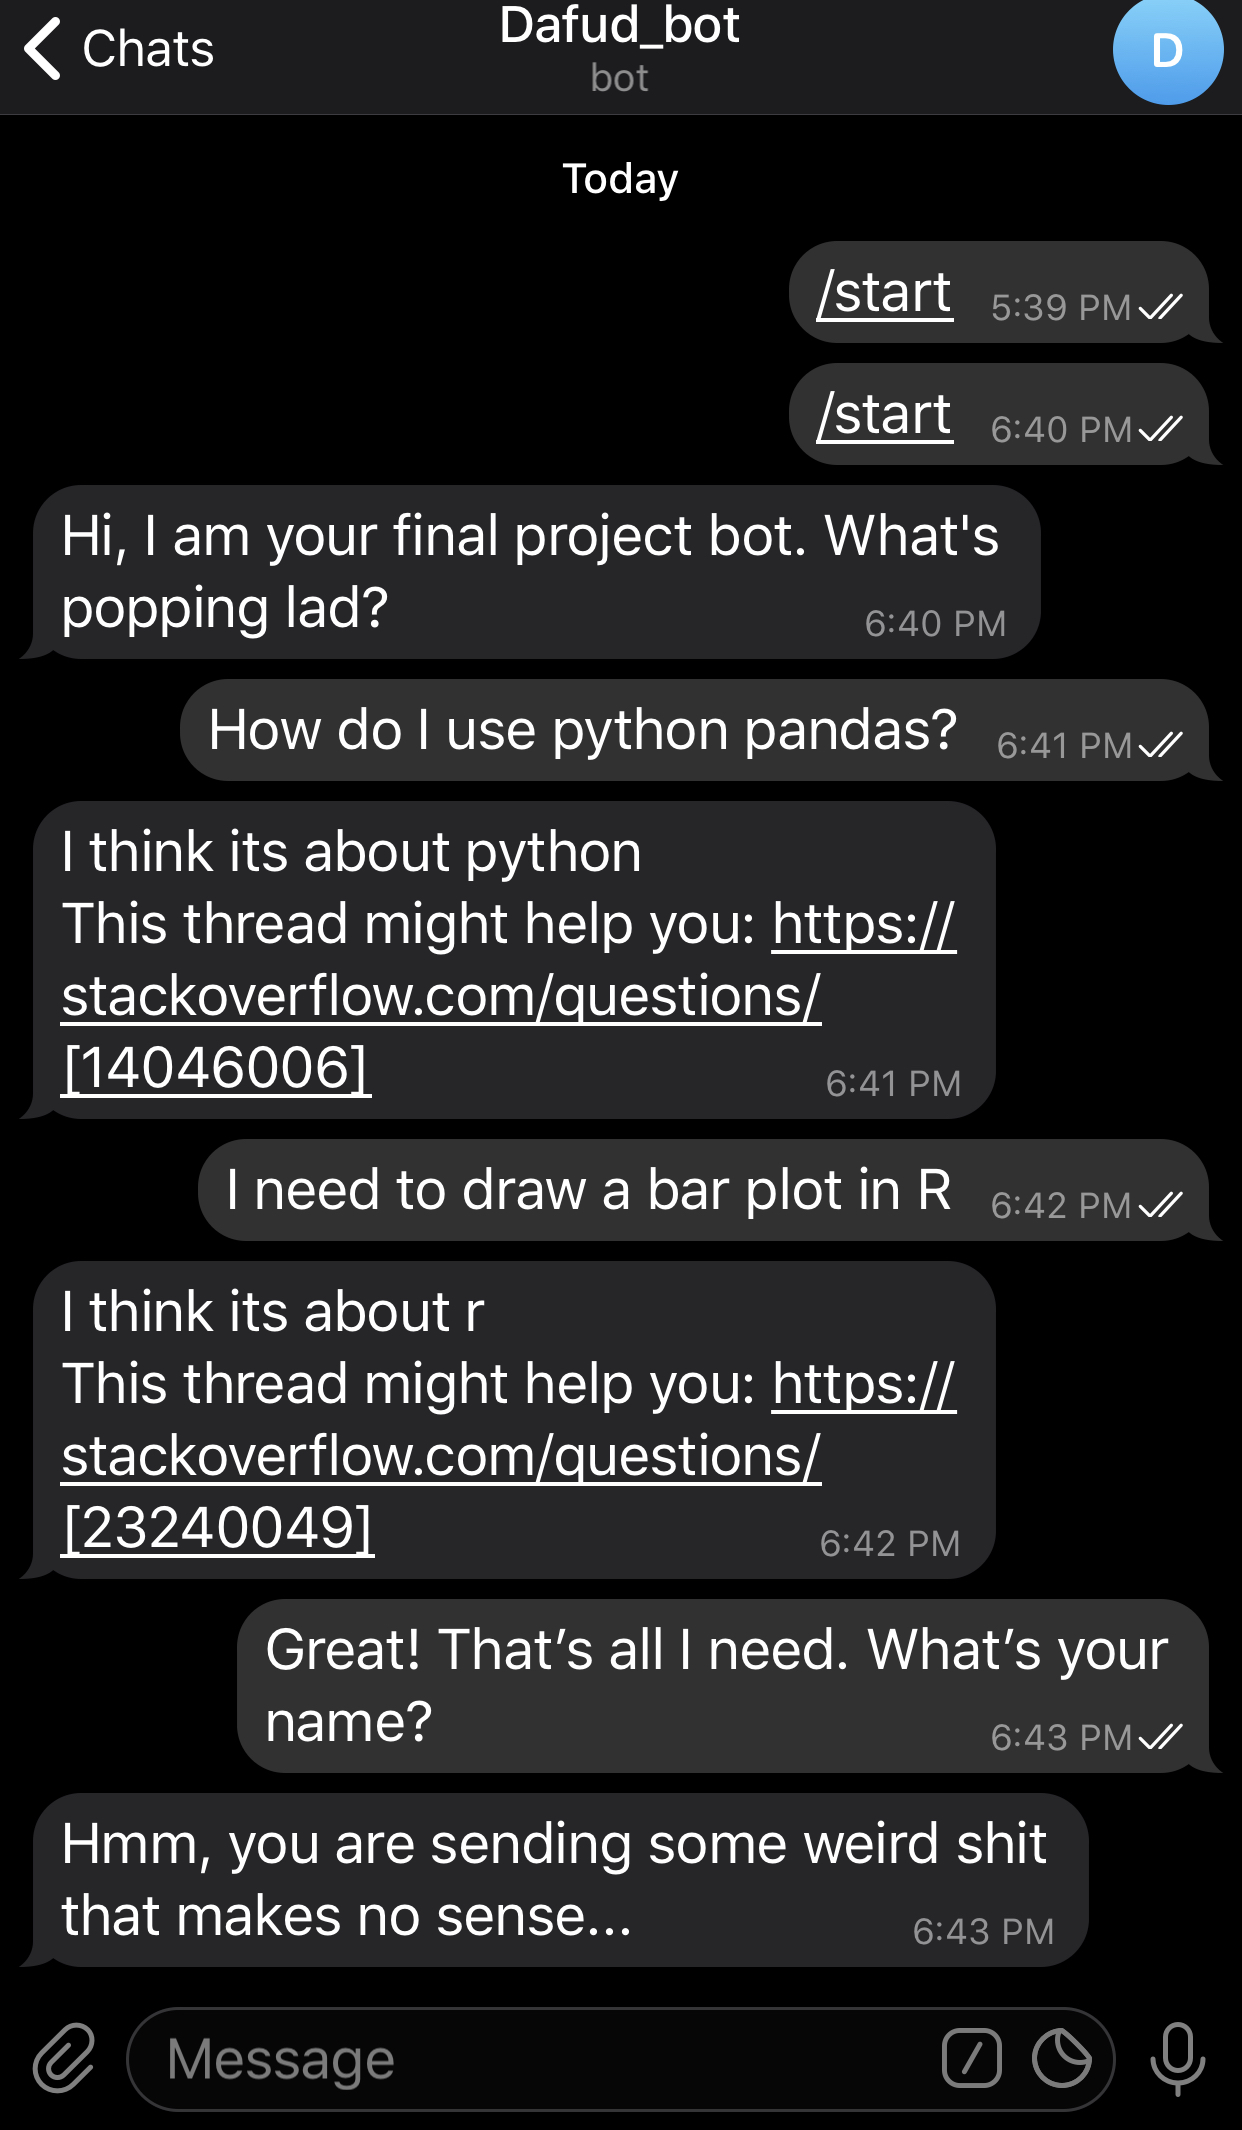 Chats
Dafud_bot
bot
D
Today
/start 5:39 PM
/start 6:40 PM
Hi, I am your final project bot. What's
popping lad?
6:40 PM
How do I use python pandas? 6:41 PM
I think its about python
This thread might help you: https://
stackoverflow.com/questions/
[14046006]
6:41 PM
I need to draw a bar plot in R 6:42 PM
I think its about r
This thread might help you: https://
stackoverflow.com/questions/
[23240049]
6:42 PM
Great! That’s all I need. What’s your
name?
6:43 PM
Hmm, you are sending some weird shit
that makes no sense...
6:43 PM
Message